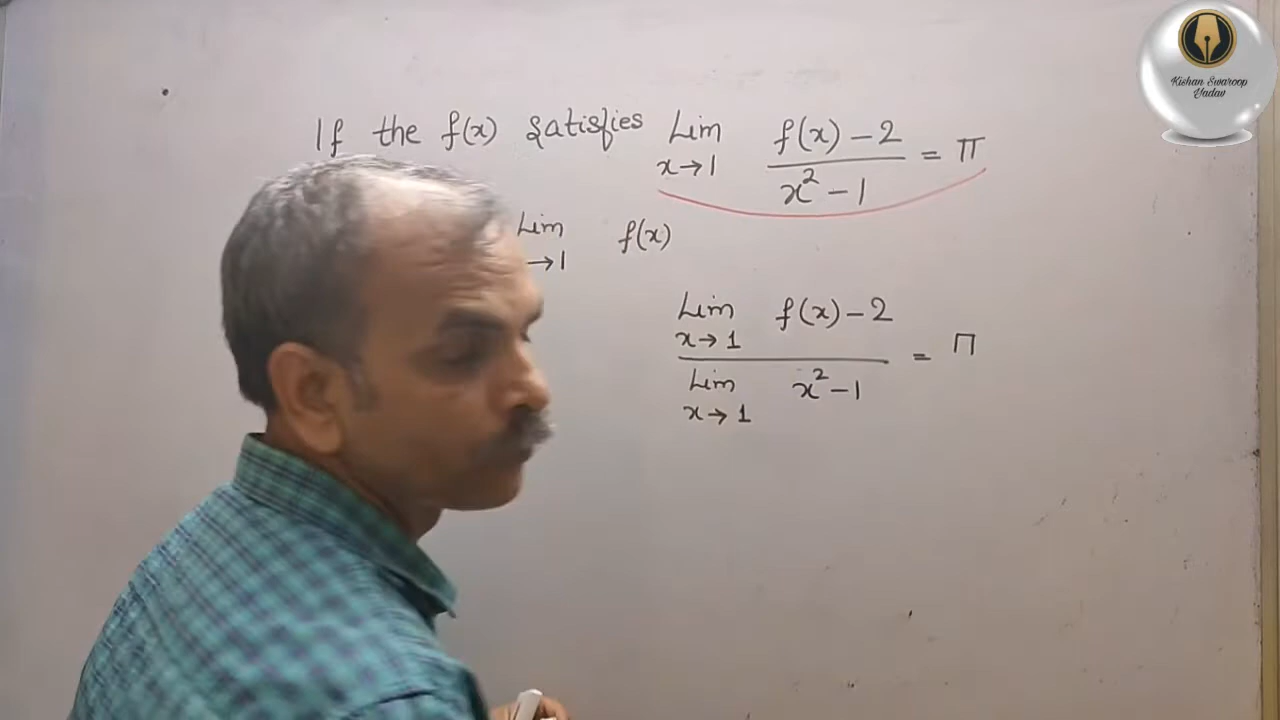 If the f(x) satisfies Lim x→1 f(x)-2 / x²-1 = π
Lim →1 f(x)
Lim x→1 f(x)-2 / Lim x→1 x²-1 = π
Kishan Swaroop
Yadav